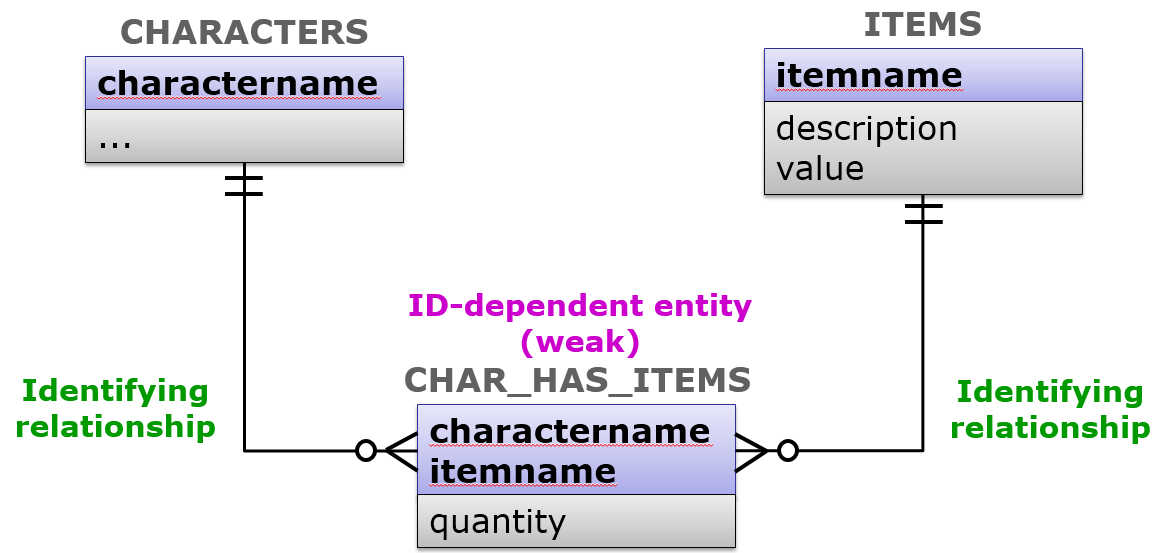 CHARACTERS
charactername
...
ITEMS
itemname
description
value
ID-dependent entity
(weak)
CHAR_HAS_ITEMS
charactername
itemname
quantity
Identifying
relationship
Identifying
relationship